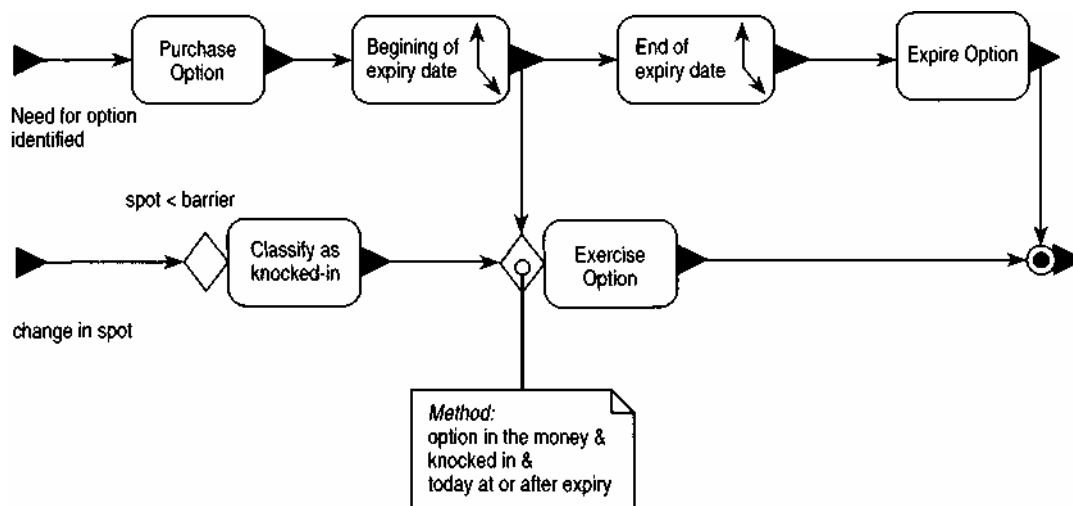 Purchase
Option
Begining of
expiry date
End of
expiry date
Expire Option
Need for option
identified
spot < barrier
Classify as
knocked-in
Exercise
Option
change in spot
Method:
option in the money &
knocked in &
today at or after expiry